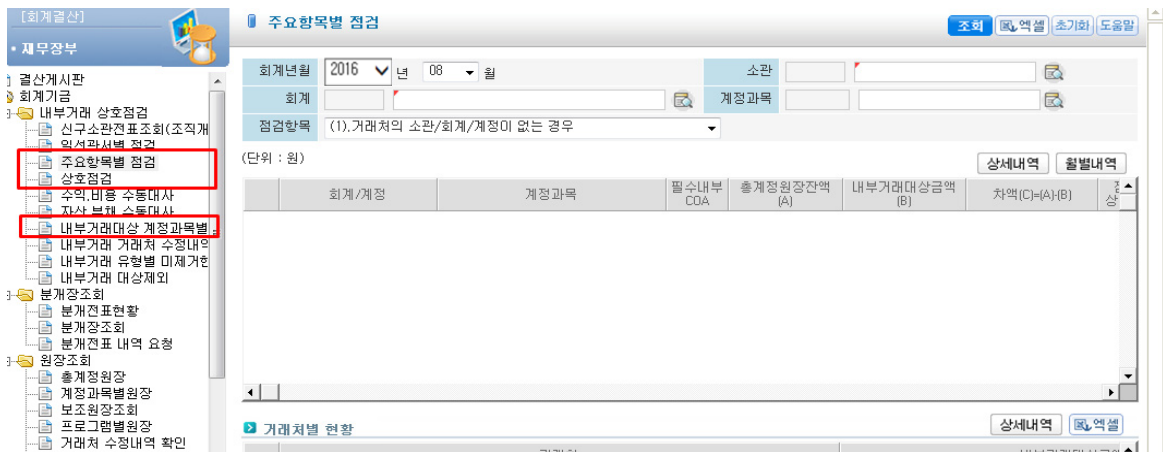 [회계결산]
• 재무장부
결산게시판
회계기금
내부거래 상호점검
신구소관전표조회(조직개
일선관서별 점검
주요항목별 점검
상호점검
수익,비용 수동대사
자산 부채 수동대사
내부거래대상 계정과목별
내부거래 거래처 수정내역
내부거래 유형별 미제거현
내부거래 대상제외
분개장조회
분개전표현황
분개장조회
분개전표 내역 요청
원장조회
총계정원장
계정과목별원장
보조원장조회
프로그램별원장
거래처 수정내역 확인
주요항목별 점검
조회 엑셀 초기화 도움말
회계년월 2016 년 08 월 소관
회계 계정과목
점검항목 (1).거래처의 소관/회계/계정이 없는 경우
(단위 : 원) 상세내역 월별내역
회계/계정 계정과목 필수내부 COA 총계정원장잔액 (A) 내부거래대상금액 (B) 차액(C)=(A)-(B)
거래처별 현황 상세내역 엑셀